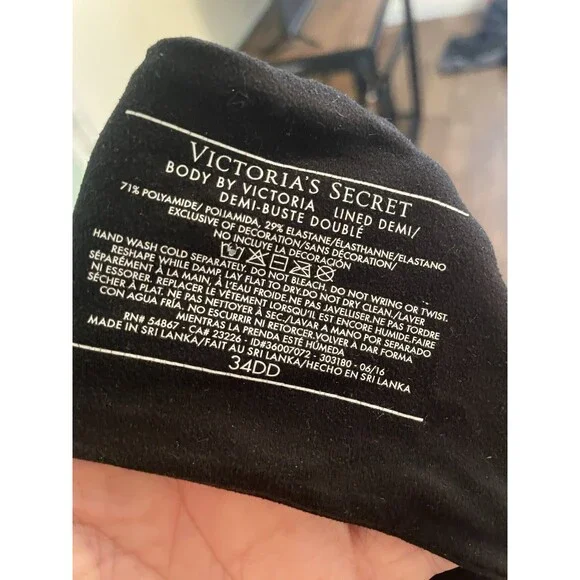 VICTORIA'S SECRET
BODY BY VICTORIA LINED DEMI/
DEMI-BUSTE DOUBLÉ
71% POLYAMIDE/ POLIAMIDA, 29% ELASTANE/ÉLASTHANNE/ELASTANO
EXCLUSIVE OF DECORATION/SANS DÉCORATION/
NO INCLUYE LA DECORACIÓN
HAND WASH COLD SEPARATELY. DO NOT BLEACH. DO NOT WRING OR TWIST.
RESHAPE WHILE DAMP. LAY FLAT TO DRY.DO NOT DRY CLEAN./LAVER
SÉPARÉMENT À LA MAIN, À L'EAU FROIDE.NE PAS JAVELLISER.NE PAS TORDRE
NI ESSORER. REPLACER LE VÊTEMENT LORSQU'IL EST ENCORE HUMIDE.FAIRE
SÉCHER À PLAT. NE PAS NETTOYER À SEC./LAVAR A MANO POR SEPARADO
CON AGUA FRÍA. NO ESCURRIR NI RETORCER.VOLVER A DAR FORMA
MIENTRAS LA PRENDA ESTÉ HÚMEDA
RN# 54867 - CA# 23226 - ID#36007072 - 303180 - 06/16
MADE IN SRI LANKA/FAIT AU SRI LANKA/HECHO EN SRI LANKA
34DD